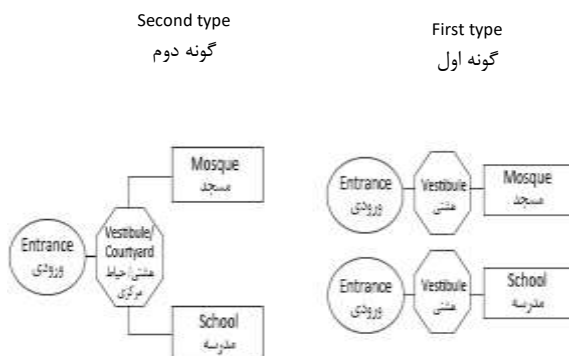 Second type
گونه دوم
First type
گونه اول
Mosque
مسجد
Entrance
ورودی
Vestibule/
Courtyard
هشتی/حیاط
مرکزی
School
مدرسه
Entrance
ورودی
Vestibule
هشتی
Mosque
مسجد
Entrance
ورودی
Vestibule
هشتی
School
مدرسه